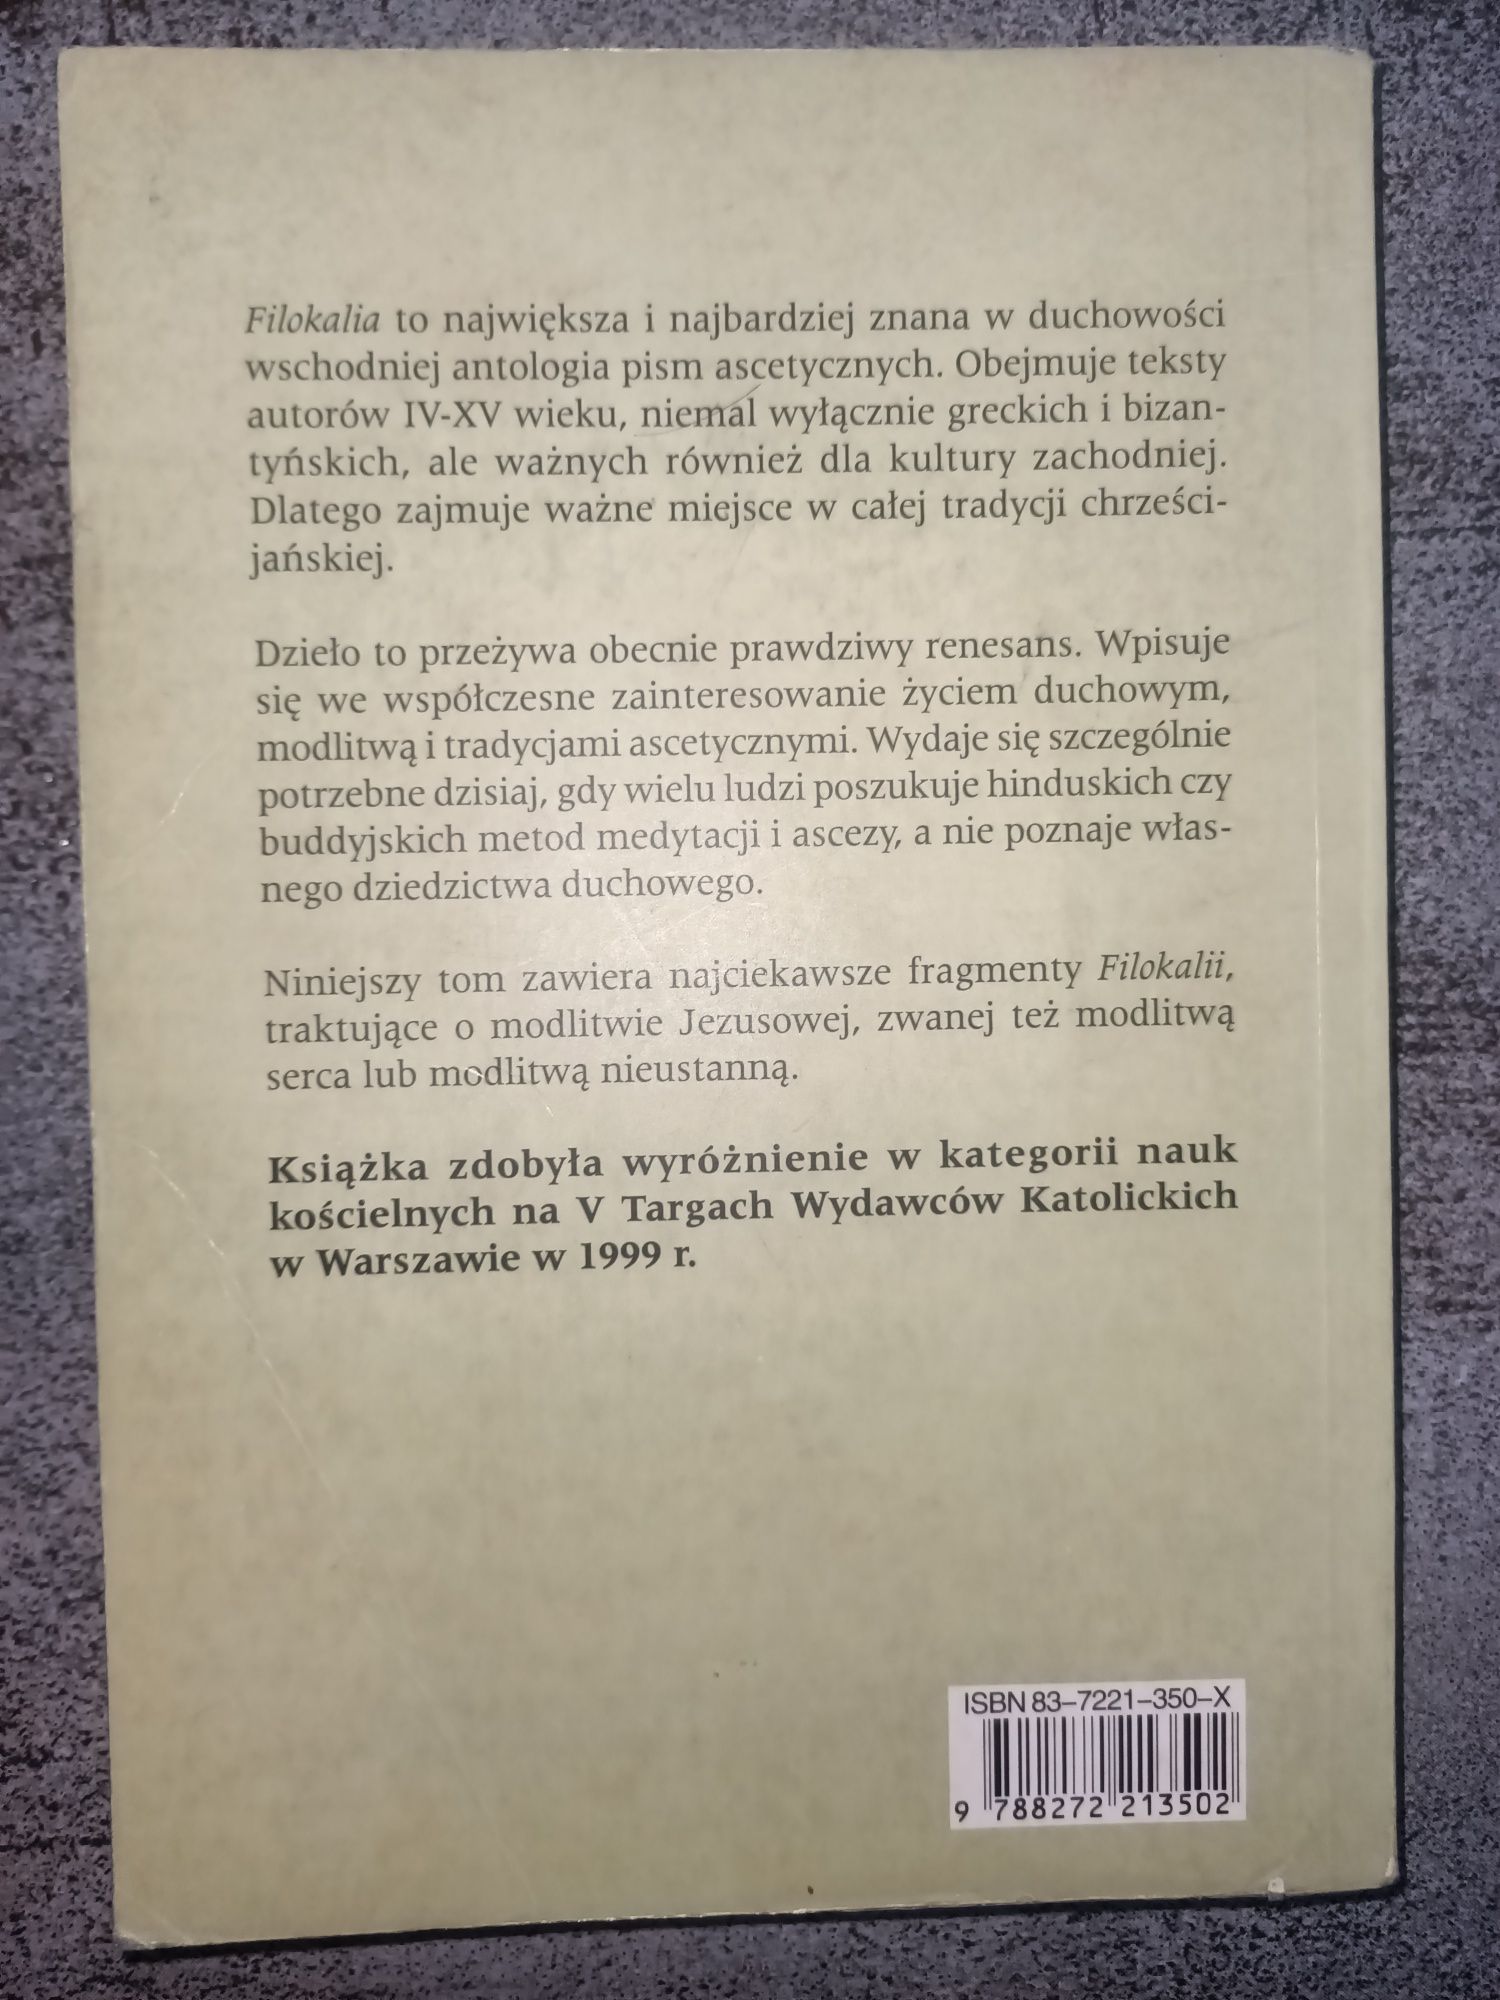 Filokalia to największa i najbardziej znana w duchowości
wschodniej antologia pism ascetycznych. Obejmuje teksty
autorów IV-XV wieku, niemal wyłącznie greckich i bizan-
tyńskich, ale ważnych również dla kultury zachodniej.
Dlatego zajmuje ważne miejsce w całej tradycji chrześci-
jańskiej.
Dzieło to przeżywa obecnie prawdziwy renesans. Wpisuje
się we współczesne zainteresowanie życiem duchowym,
modlitwą i tradycjami ascetycznymi. Wydaje się szczególnie
potrzebne dzisiaj, gdy wielu ludzi poszukuje hinduskich czy
buddyjskich metod medytacji i ascezy, a nie poznaje włas-
nego dziedzictwa duchowego.
Niniejszy tom zawiera najciekawsze fragmenty Filokalii,
traktujące o modlitwie Jezusowej, zwanej też modlitwą
serca lub modlitwą nieustanną.
Książka zdobyła wyróżnienie w kategorii nauk
kościelnych na V Targach Wydawców Katolickich
w Warszawie w 1999 r.
ISBN 83-7221-350-X
9 788272 213502